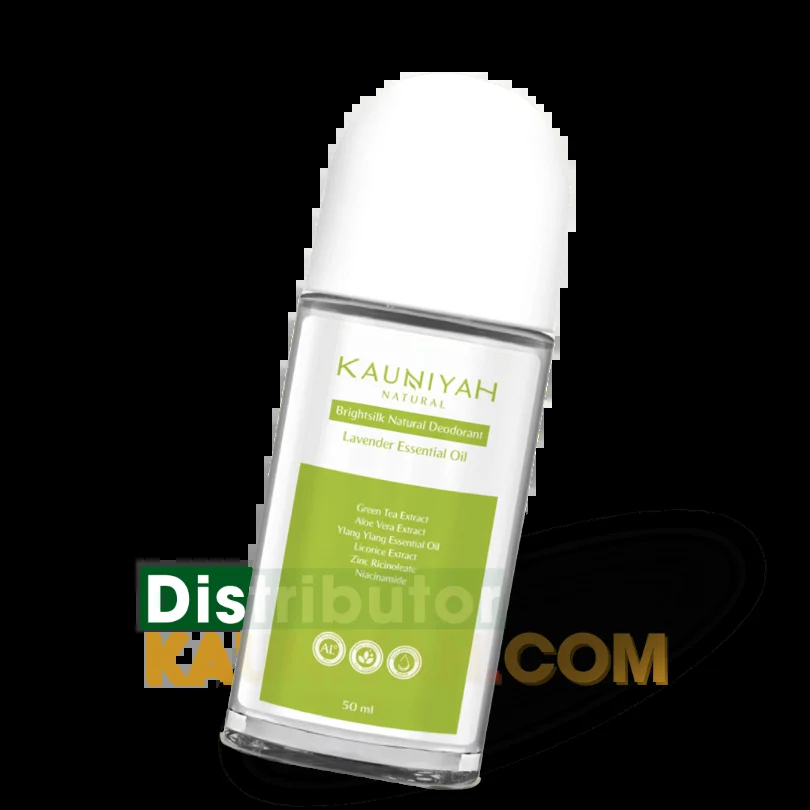 KAUNIYAH
NATURAL
Brightsilk Natural Deodorant
Lavender Essential Oil
Green Tea Extract
Aloe Vera Extract
Ylang Ylang Essential Oil
Licorice Extract
Zinc Ricinoleate
Niacinamide
Distributor
.COM
50 ml